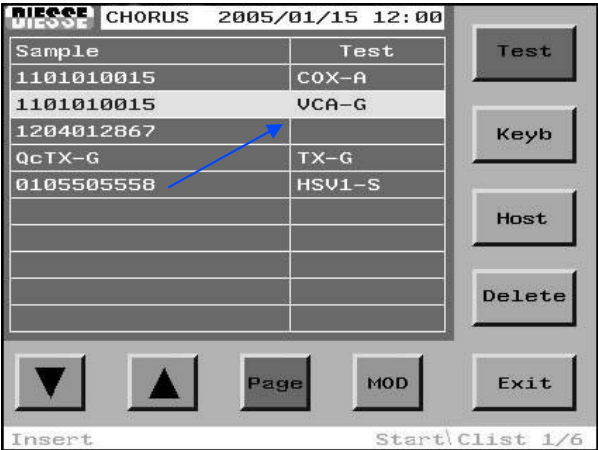 DIESSE CHORUS 2005/01/15 12:00
Sample Test
1101010015 COX-A
1101010015 VCA-G
1204012867
QcTX-G TX-G
0105505558 HSV1-S
Test
Keyb
Host
Delete
Page MOD Exit
Insert Start\Clist 1/6